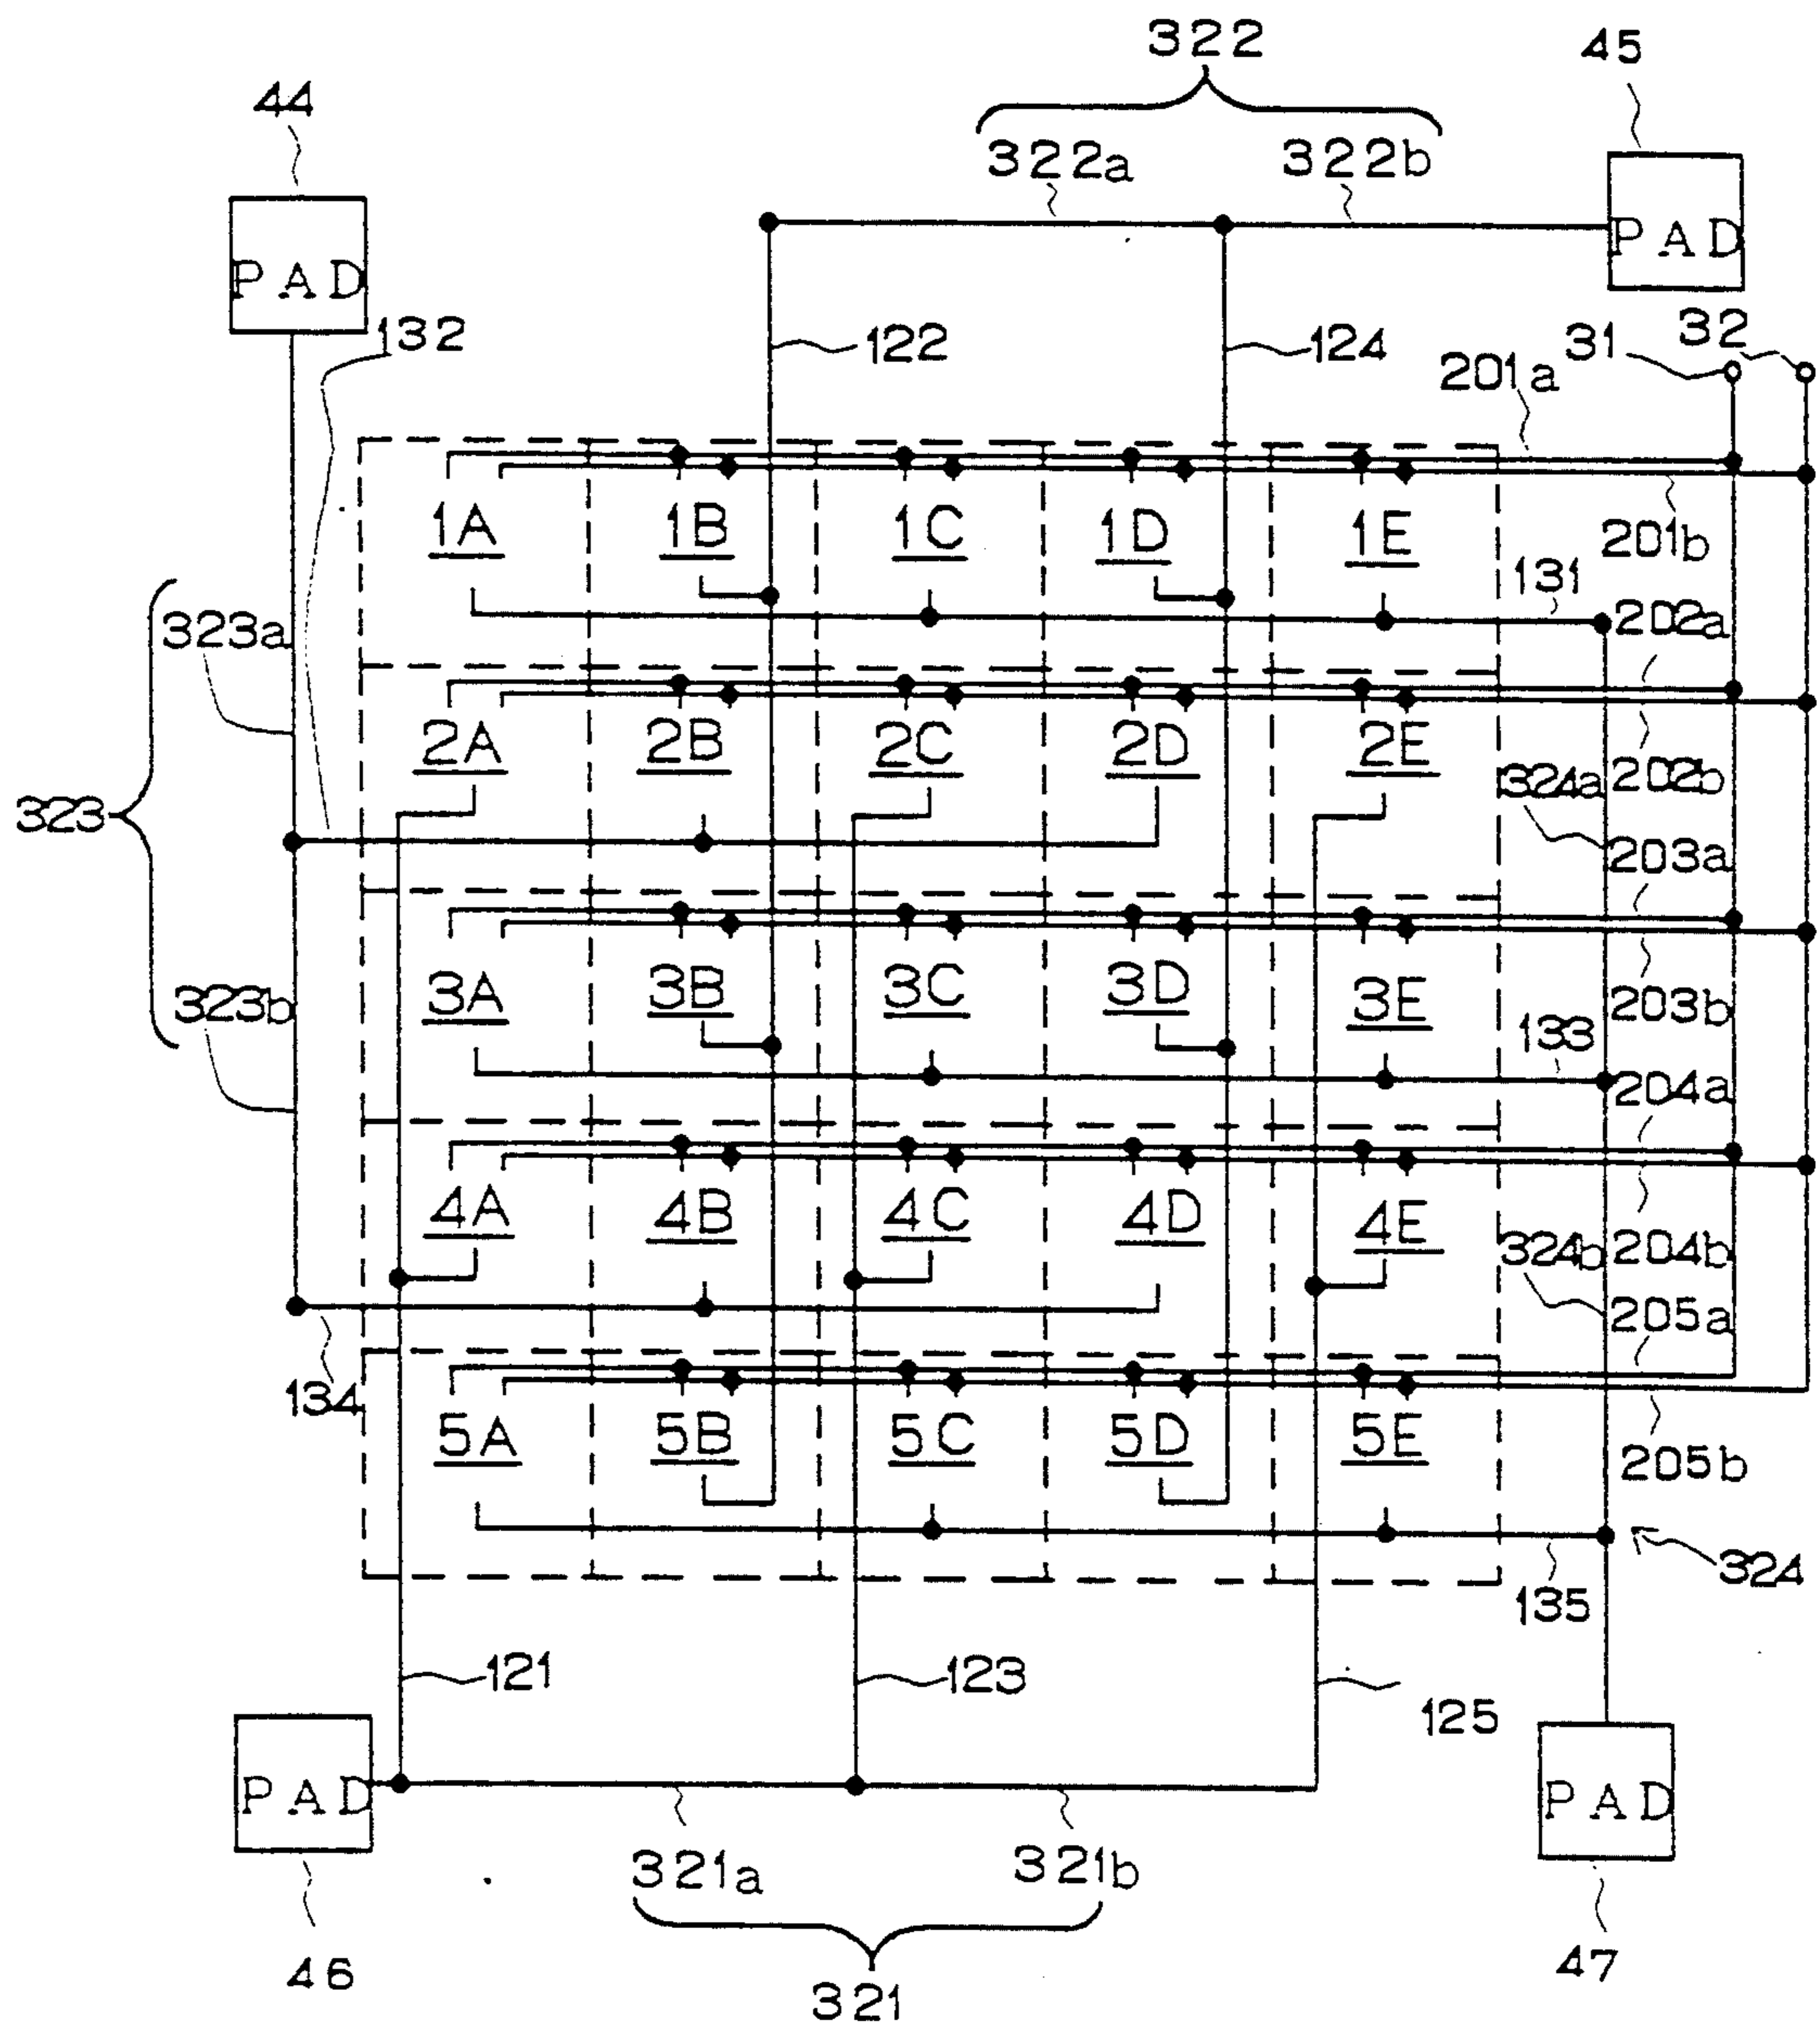 322
45
44
322a 322b
PAD
PAD
132
122
124
31
32
201a
1A 1B 1C 1D 1E
201b
131
323a
202a
2A 2B 2C 2D 2E
324a
202b
323
203a
3A 3B 3C 3D 3E
203b
323b
133
204a
4A 4B 4C 4D 4E
324b
204b
205a
134
5A 5B 5C 5D 5E
205b
324
135
121
123
125
PAD
PAD
321a
321b
46
47
321